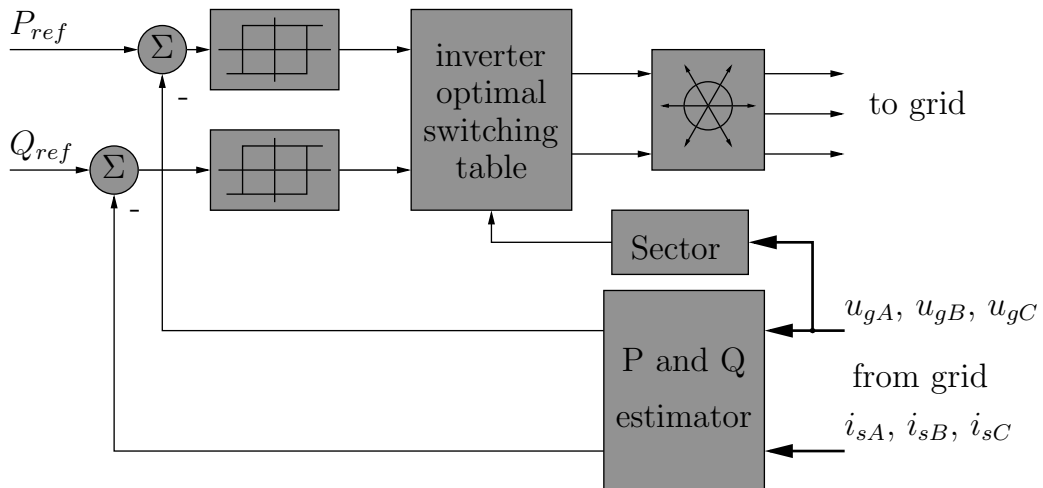 P_ref
Σ
-
Q_ref
Σ
-
inverter
optimal
switching
table
to grid
Sector
u_gA, u_gB, u_gC
P and Q
estimator
from grid
i_sA, i_sB, i_sC